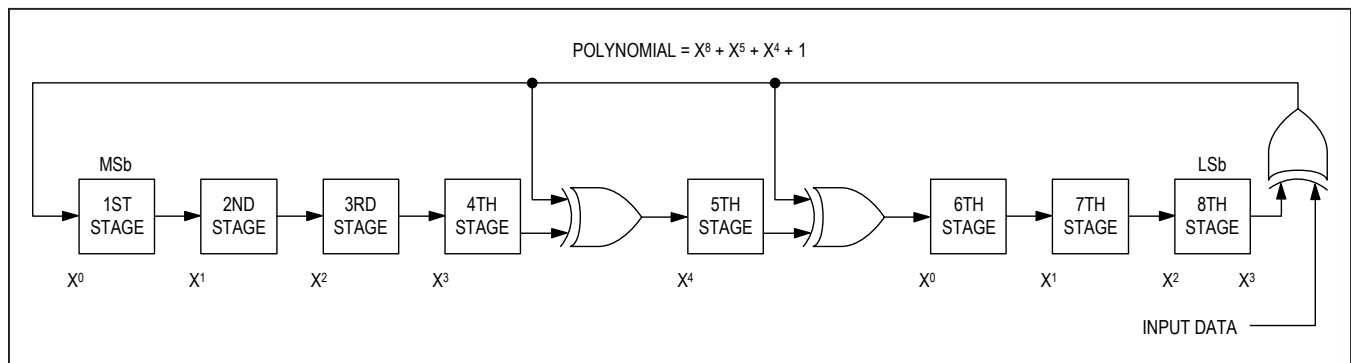 POLYNOMIAL = X⁸ + X⁵ + X⁴ + 1
MSb
LSb
1ST STAGE
2ND STAGE
3RD STAGE
4TH STAGE
5TH STAGE
6TH STAGE
7TH STAGE
8TH STAGE
X⁰ X¹ X² X³ X⁴ X⁰ X¹ X² X³
INPUT DATA